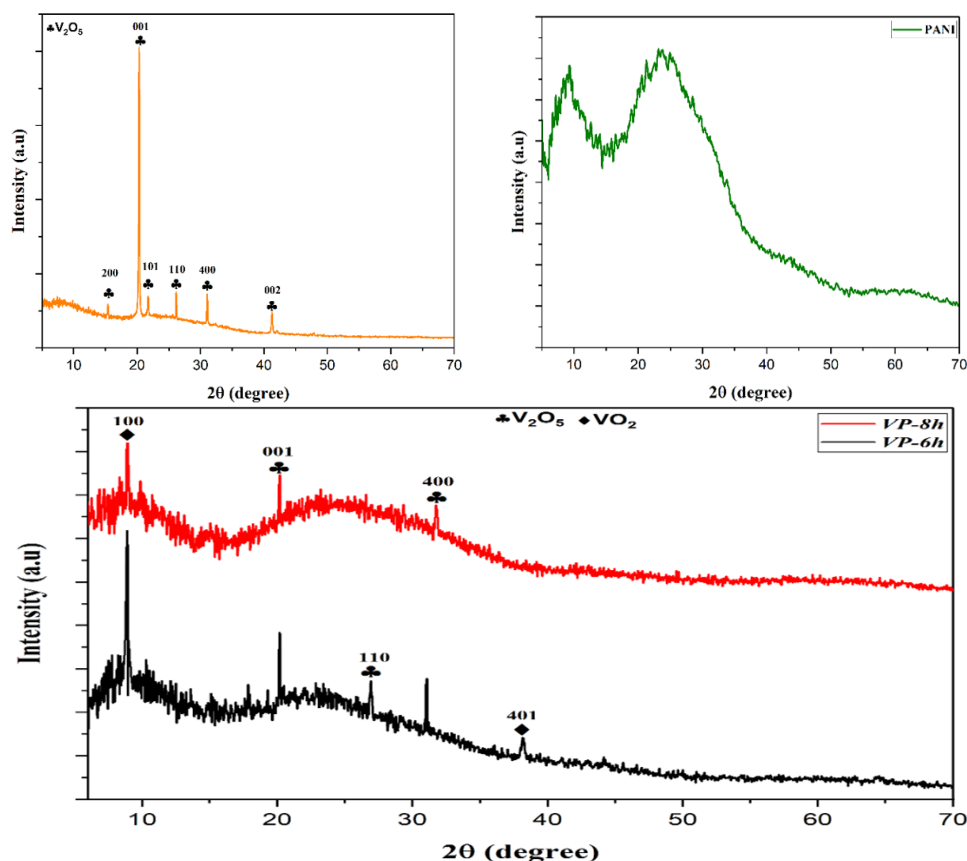 ♣V₂O₅
001
200
101
110
400
002
Intensity (a.u)
10 20 30 40 50 60 70
2θ (degree)
PANI
Intensity (a.u)
10 20 30 40 50 60 70
2θ (degree)
♣V₂O₅ ◆VO₂
VP-8h
VP-6h
100
001
400
110
401
Intensity (a.u)
10 20 30 40 50 60 70
2θ (degree)